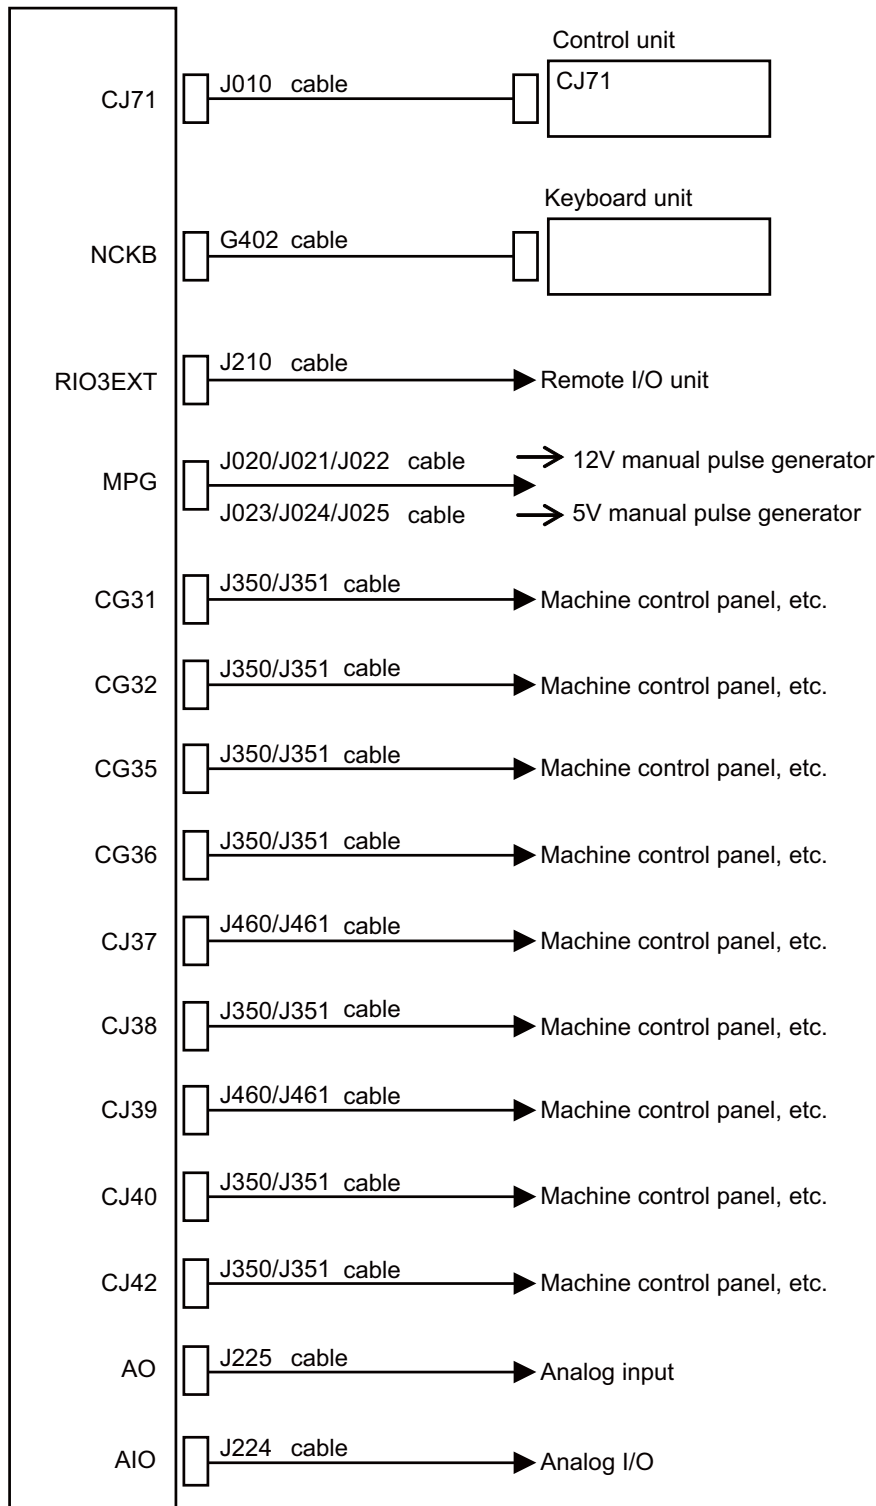 Control unit
CJ71 J010 cable CJ71
Keyboard unit
NCKB G402 cable
RIO3EXT J210 cable Remote I/O unit
J020/J021/J022 cable → 12V manual pulse generator
MPG
J023/J024/J025 cable → 5V manual pulse generator
CG31 J350/J351 cable Machine control panel, etc.
CG32 J350/J351 cable Machine control panel, etc.
CG35 J350/J351 cable Machine control panel, etc.
CG36 J350/J351 cable Machine control panel, etc.
CJ37 J460/J461 cable Machine control panel, etc.
CJ38 J350/J351 cable Machine control panel, etc.
CJ39 J460/J461 cable Machine control panel, etc.
CJ40 J350/J351 cable Machine control panel, etc.
CJ42 J350/J351 cable Machine control panel, etc.
AO J225 cable Analog input
AIO J224 cable Analog I/O